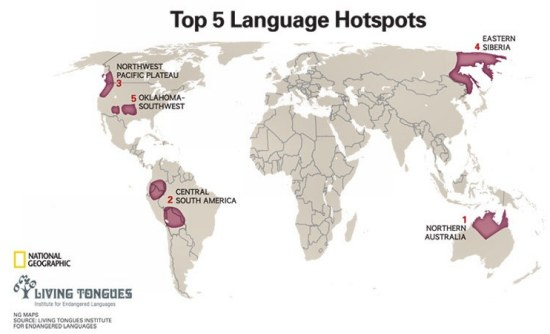 Top 5 Language Hotspots
EASTERN
4 SIBERIA
NORTHWEST
PACIFIC PLATEAU
3
5 OKLAHOMA-
SOUTHWEST
CENTRAL
2 SOUTH AMERICA
1
NORTHERN
AUSTRALIA
NATIONAL
GEOGRAPHIC
LIVING TONGUES
Institute for Endangered Languages
NG MAPS
SOURCE: LIVING TONGUES INSTITUTE
FOR ENDANGERED LANGUAGES